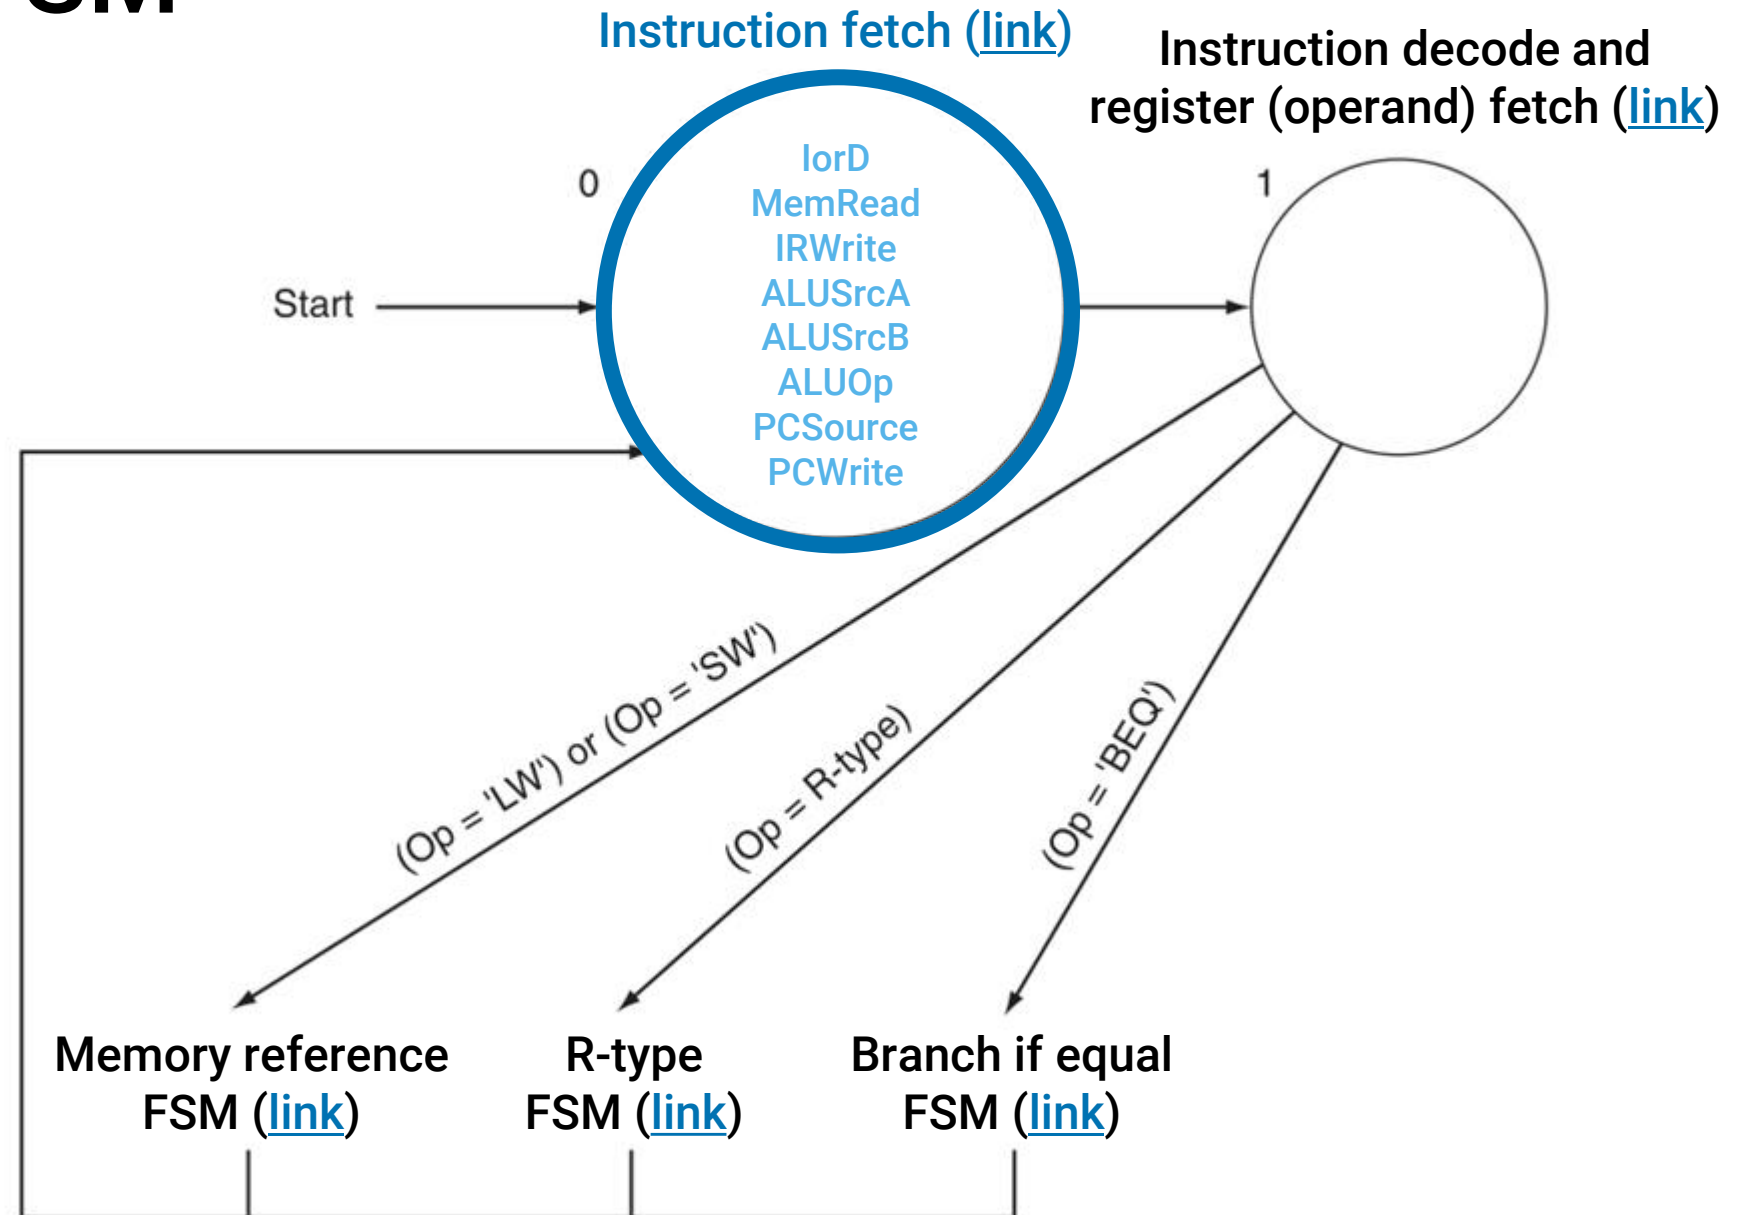 Instruction fetch (link)
Instruction decode and
register (operand) fetch (link)
0
IorD
MemRead
IRWrite
ALUSrcA
ALUSrcB
ALUOp
PCSource
PCWrite
1
Start
(Op = 'LW') or (Op = 'SW')
(Op = R-type)
(Op = 'BEQ')
Memory reference
FSM (link)
R-type
FSM (link)
Branch if equal
FSM (link)